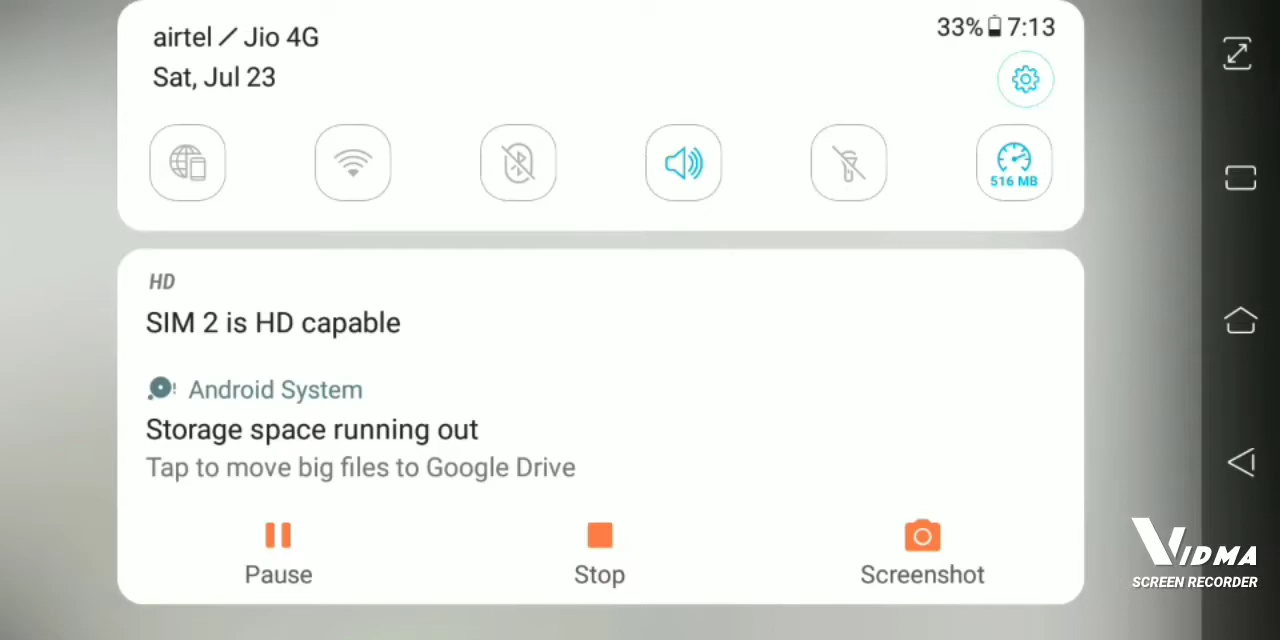 airtel / Jio 4G
33% 7:13
Sat, Jul 23
516 MB
HD
SIM 2 is HD capable
Android System
Storage space running out
Tap to move big files to Google Drive
Pause
Stop
Screenshot
VIDMA
SCREEN RECORDER